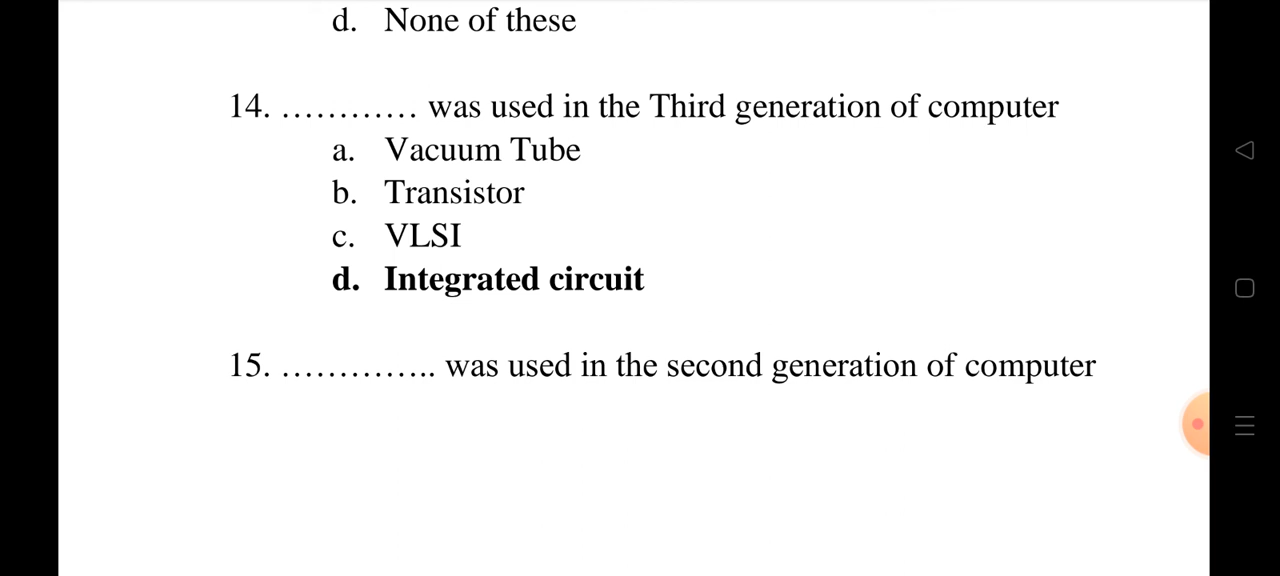 d. None of these
14. ………… was used in the Third generation of computer
a. Vacuum Tube
b. Transistor
c. VLSI
d. Integrated circuit
15. ………….. was used in the second generation of computer